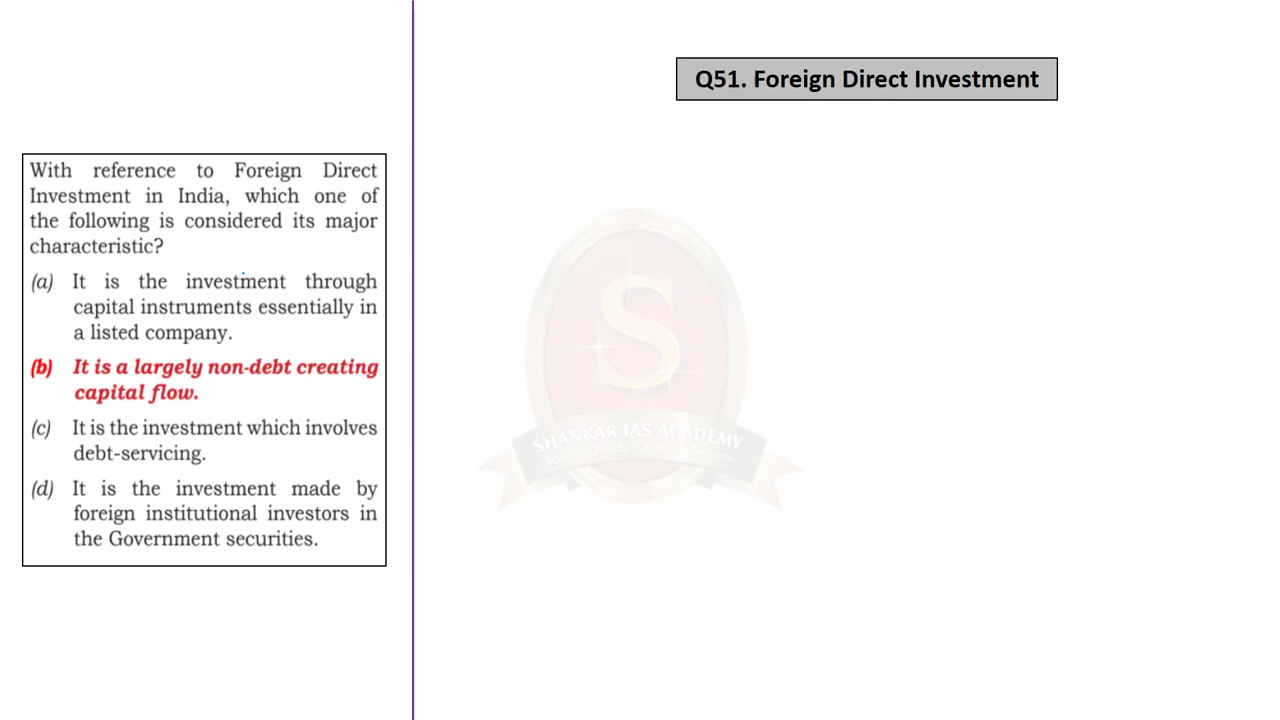 Q51. Foreign Direct Investment
With reference to Foreign Direct
Investment in India, which one of
the following is considered its major
characteristic?
(a) It is the investment through
capital instruments essentially in
a listed company.
(b) It is a largely non-debt creating
capital flow.
(c) It is the investment which involves
debt-servicing.
(d) It is the investment made by
foreign institutional investors in
the Government securities.
S
SHANKAR IAS ACADEMY